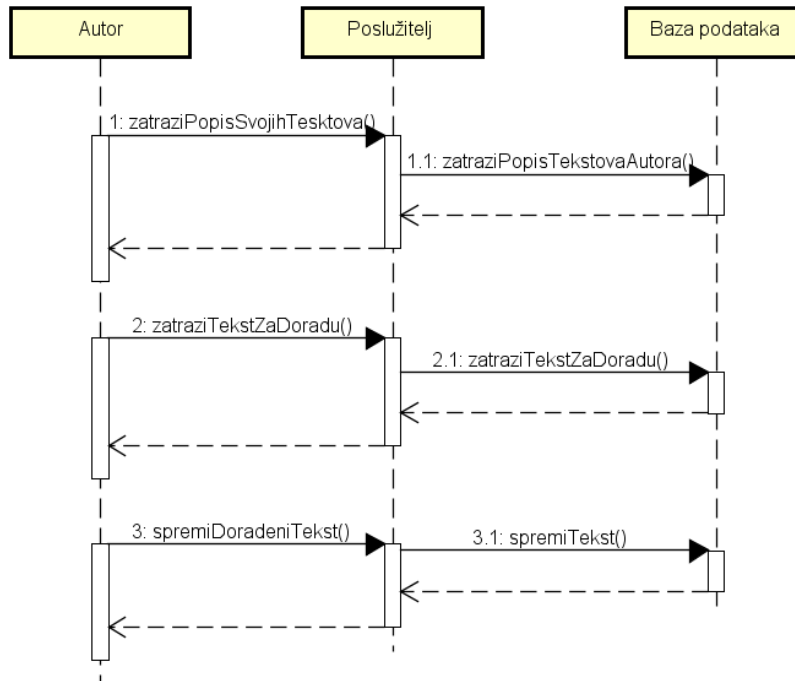 Autor
Poslužitelj
Baza podataka
1: zatraziPopisSvojihTesktova()
1.1: zatraziPopisTekstovaAutora()
2: zatraziTekstZaDoradu()
2.1: zatraziTekstZaDoradu()
3: spremiDoradeniTekst()
3.1: spremiTekst()